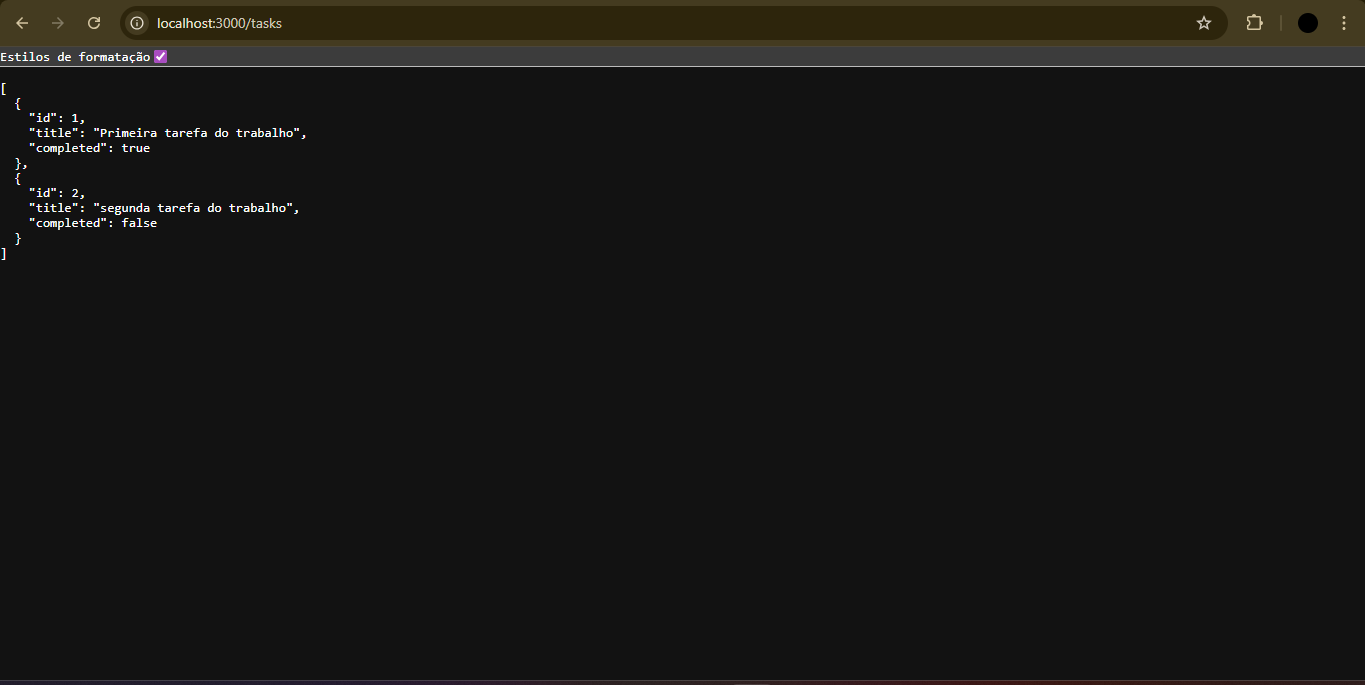 localhost:3000/tasks
Estilos de formatação
[
  {
    "id": 1,
    "title": "Primeira tarefa do trabalho",
    "completed": true
  },
  {
    "id": 2,
    "title": "segunda tarefa do trabalho",
    "completed": false
  }
]